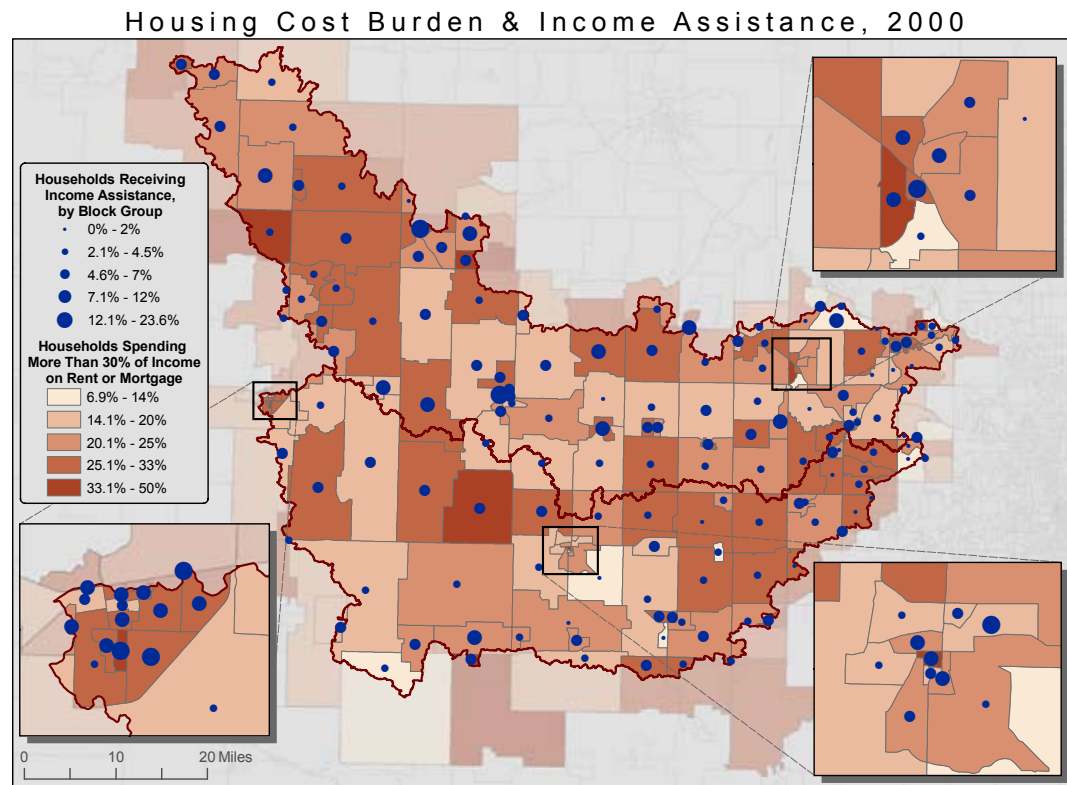 Housing Cost Burden & Income Assistance, 2000
Households Receiving
Income Assistance,
by Block Group
0% - 2%
2.1% - 4.5%
4.6% - 7%
7.1% - 12%
12.1% - 23.6%
Households Spending
More Than 30% of Income
on Rent or Mortgage
6.9% - 14%
14.1% - 20%
20.1% - 25%
25.1% - 33%
33.1% - 50%
0 10 20 Miles